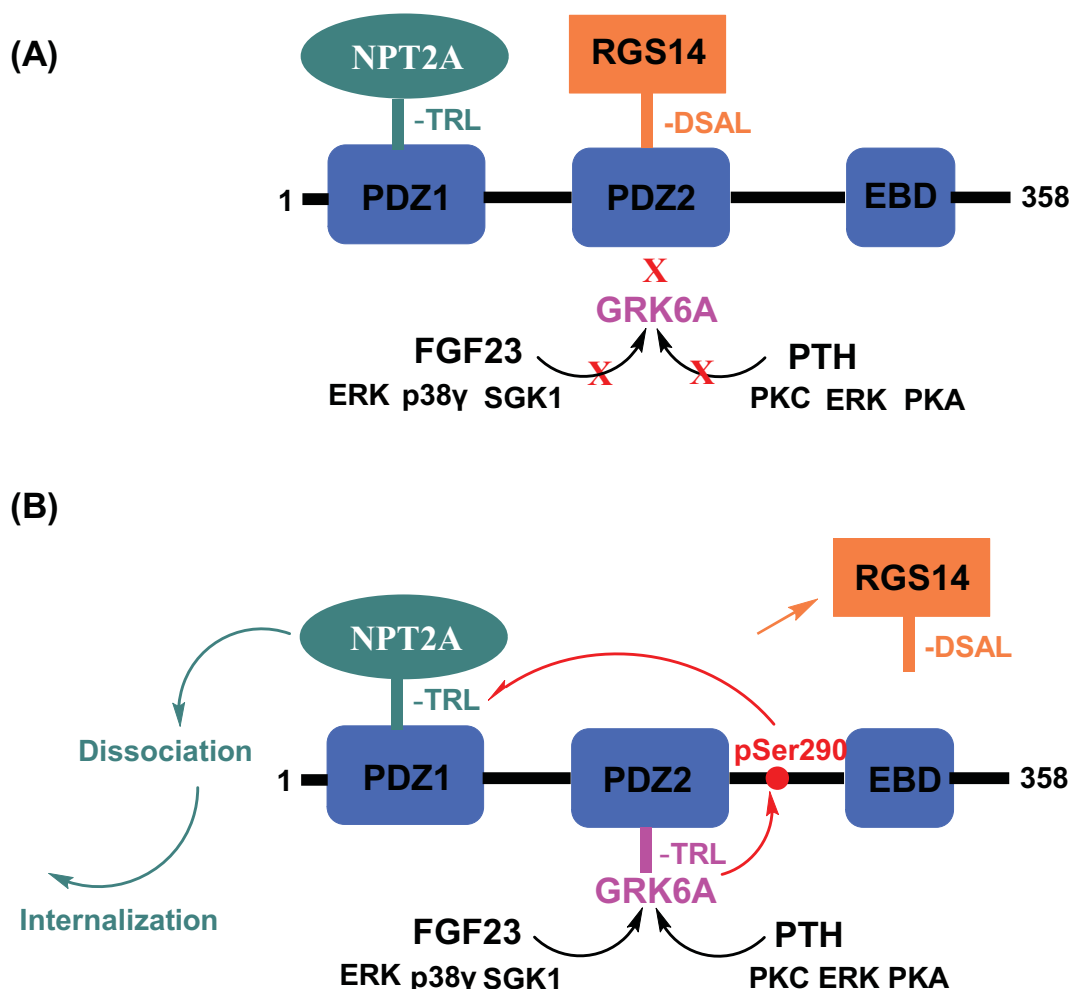 (A)
NPT2A
RGS14
-TRL
-DSAL
1
PDZ1
PDZ2
EBD
358
X
GRK6A
FGF23
X
X
PTH
ERK p38γ SGK1
PKC ERK PKA
(B)
RGS14
NPT2A
-DSAL
-TRL
Dissociation
pSer290
1
PDZ1
PDZ2
EBD
358
-TRL
GRK6A
Internalization
FGF23
PTH
ERK p38γ SGK1
PKC ERK PKA